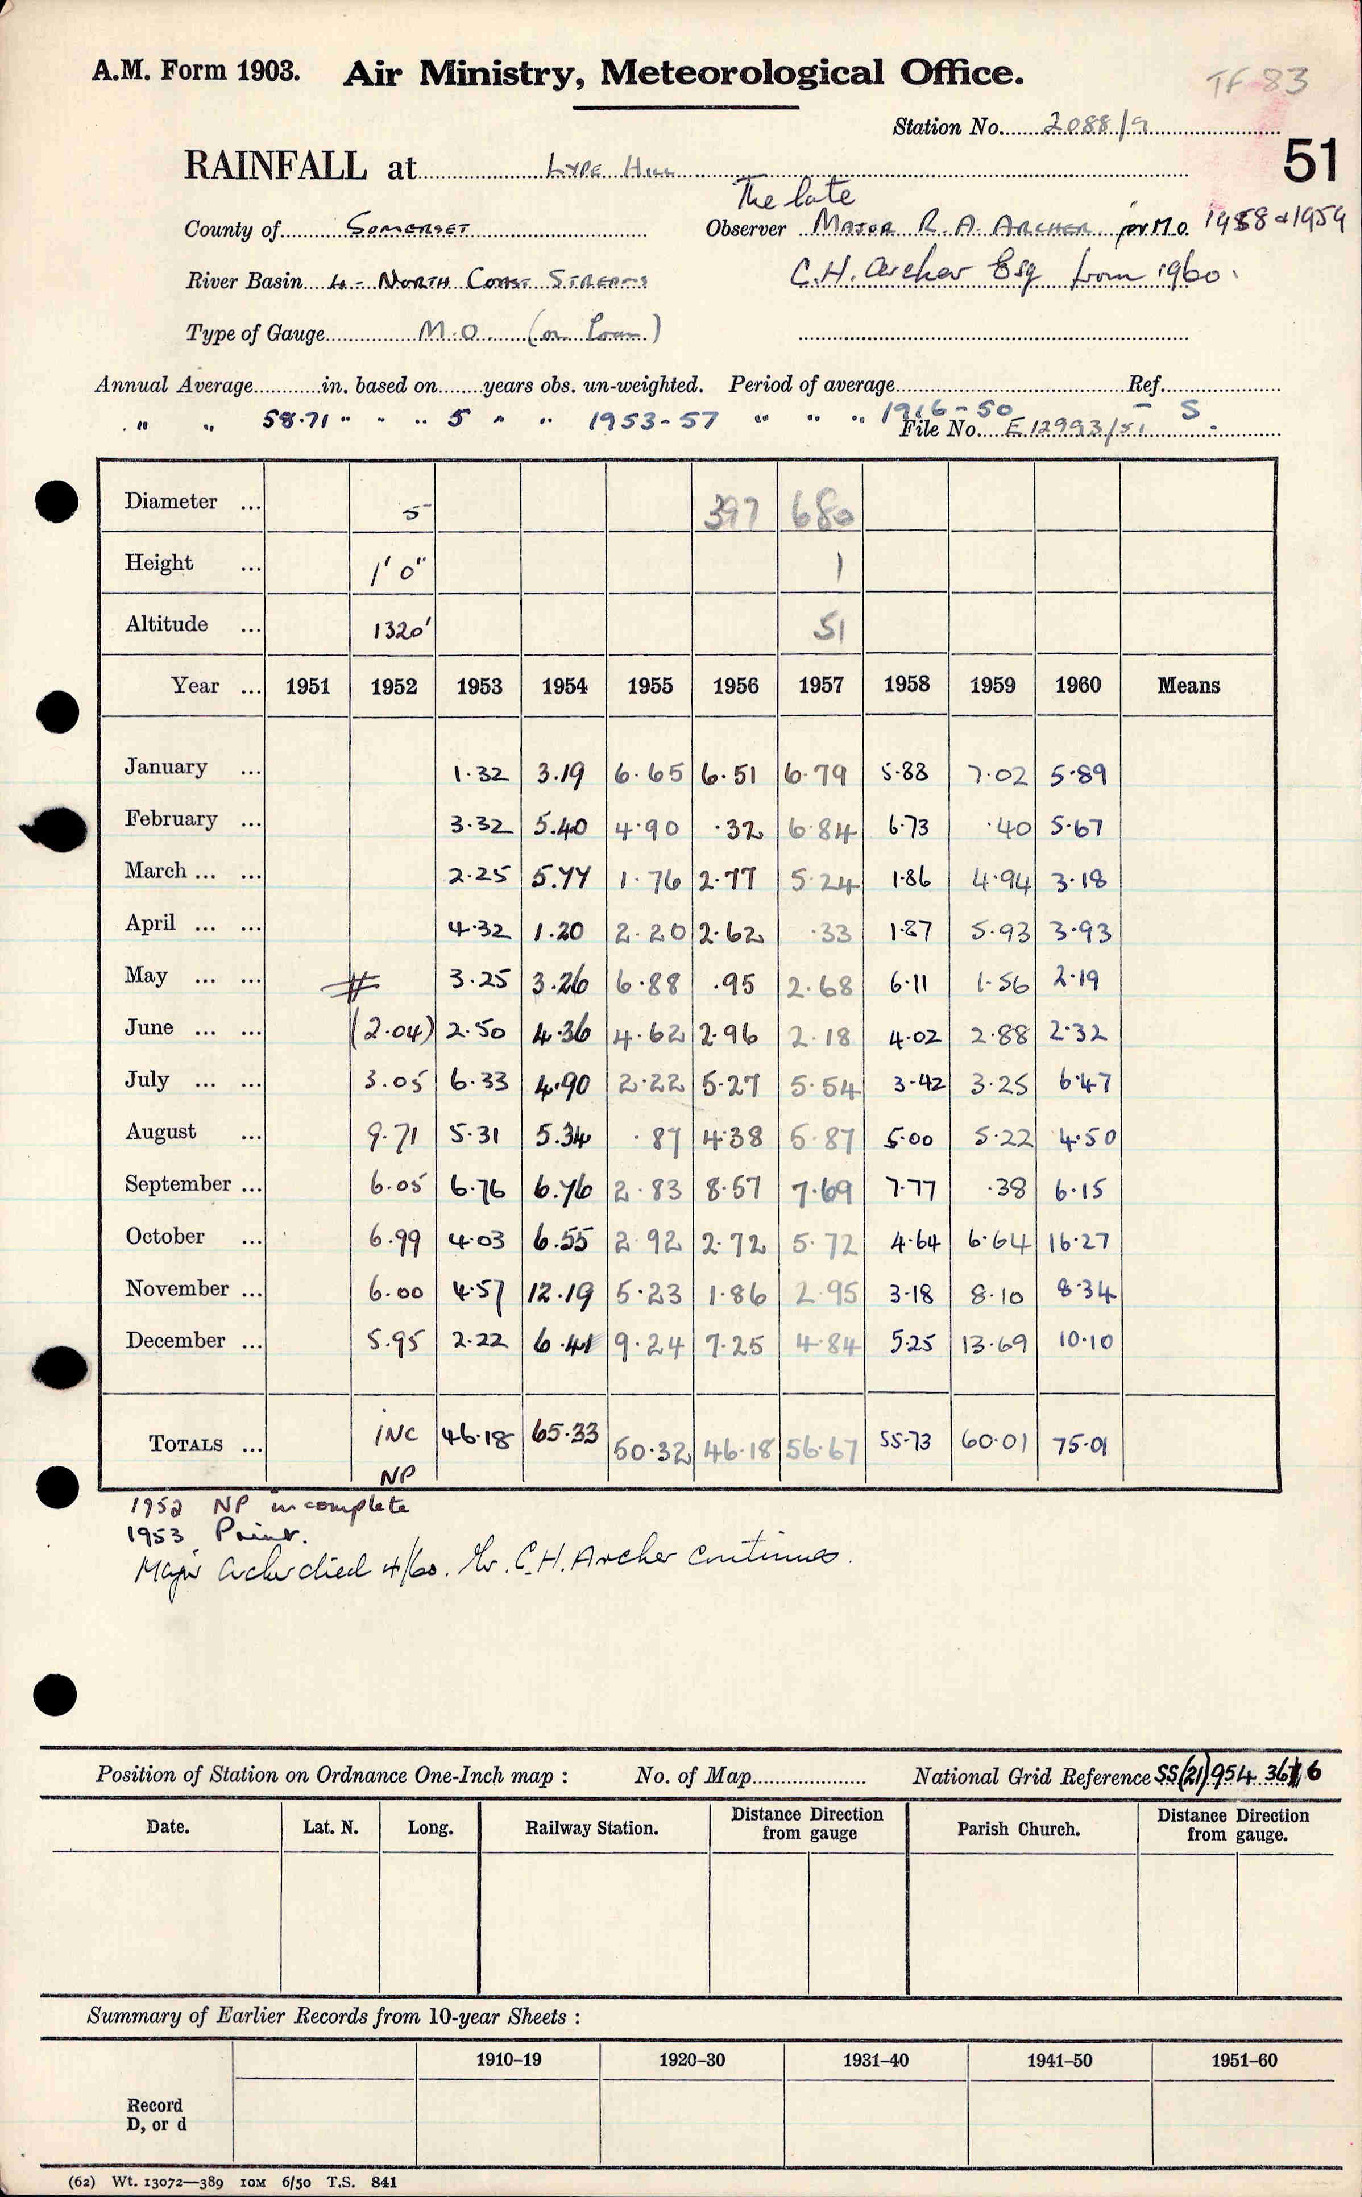 A.M. Form 1903. Air Ministry, Meteorological Office. TF 83
Station No. 2088/9
RAINFALL at Lype Hill 51
The late
County of Somerset Observer Major R. A. Archer for M.O. 1958 & 1959
River Basin 4 - North Coast Streams C.H. Archer Esq from 1960.
Type of Gauge M.O (on loan)
Annual Average in. based on years obs. un-weighted. Period of average Ref.
" " 58.71 " " " 5 " " 1953-57 " " " 1916-50 - S.
File No. E 12993/51
Diameter ... 5 397 680
Height ... 1' 0" 1
Altitude ... 1320' 51
Year ... 1951 1952 1953 1954 1955 1956 1957 1958 1959 1960 Means
January ... 1.32 3.19 6.65 6.51 6.79 5.88 7.02 5.89
February ... 3.32 5.40 4.90 .32 6.84 6.73 .40 5.67
March ... ... 2.25 5.77 1.76 2.77 5.24 1.86 4.94 3.18
April ... ... 4.32 1.20 2.20 2.62 .33 1.87 5.93 3.93
May ... ... 3.25 3.26 6.88 .95 2.68 6.11 1.56 2.19
June ... ... (2.04) 2.50 4.36 4.62 2.96 2.18 4.02 2.88 2.32
July ... ... 3.05 6.33 4.90 2.22 5.27 5.54 3.42 3.25 6.47
August ... 9.71 5.31 5.34 .87 4.38 5.87 5.00 5.22 4.50
September ... 6.05 6.76 6.76 2.83 8.57 7.69 7.77 .38 6.15
October ... 6.99 4.03 6.55 2.92 2.72 5.72 4.64 6.64 16.27
November ... 6.00 4.57 12.19 5.23 1.86 2.95 3.18 8.10 8.34
December ... 5.95 2.22 6.41 9.24 7.25 4.84 5.25 13.69 10.10
Totals ... INC 46.18 65.33 50.32 46.18 56.67 55.73 60.01 75.01
NP
1952 NP incomplete
1953 Print.
Major Archer died 4/60. Mr. C.H. Archer continues.
Position of Station on Ordnance One-Inch map : No. of Map National Grid Reference SS(21)954 3676
Date. Lat. N. Long. Railway Station. Distance from gauge Direction Parish Church. Distance Direction from gauge.
Summary of Earlier Records from 10-year Sheets :
1910–19 1920–30 1931–40 1941–50 1951–60
Record
D, or d
(62) Wt. 13072—389 10M 6/50 T.S. 841